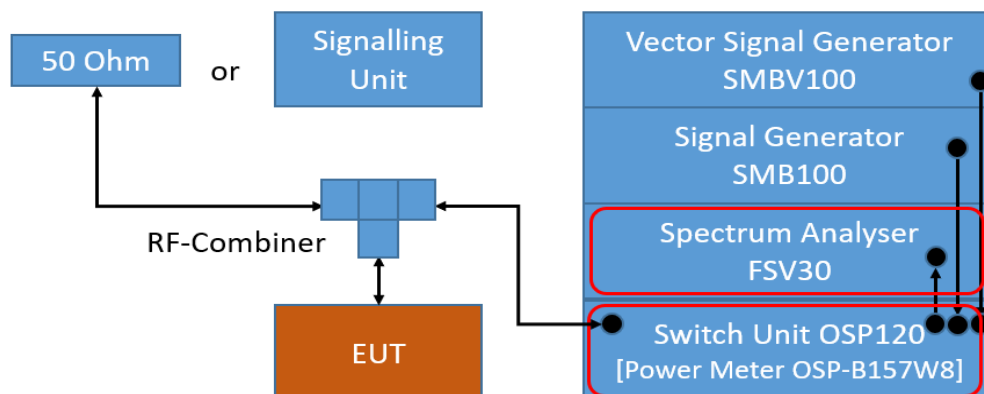 50 Ohm
or
Signalling
Unit
RF-Combiner
EUT
Vector Signal Generator
SMBV100
Signal Generator
SMB100
Spectrum Analyser
FSV30
Switch Unit OSP120
[Power Meter OSP-B157W8]